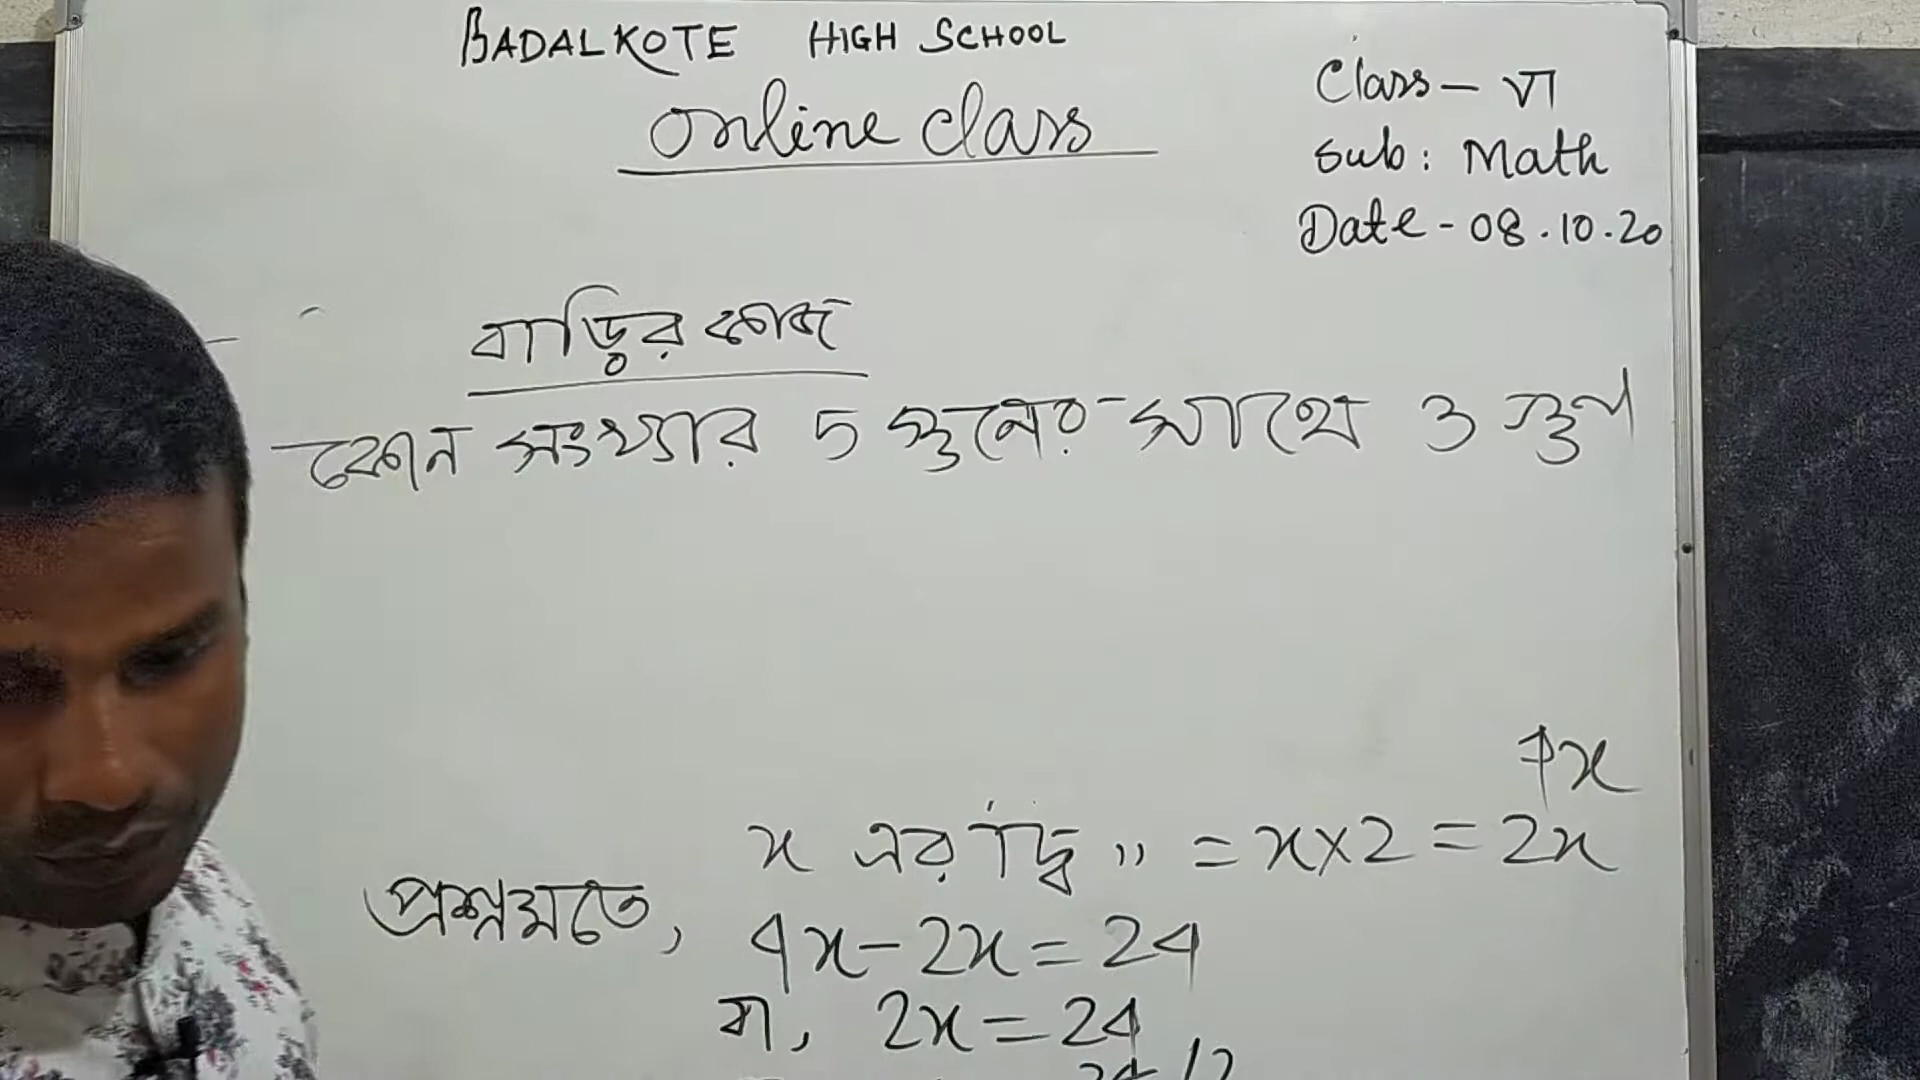 BADALKOTE HIGH SCHOOL
online class
Class - VI
Sub: Math
Date - 08.10.20
বাড়ির কাজ
কোন সংখ্যার 5 গুনের সাথে 3 গুণ
4x
x এর দ্বি " = x×2 = 2x
প্রশ্নমতে, 4x - 2x = 24
বা, 2x = 24